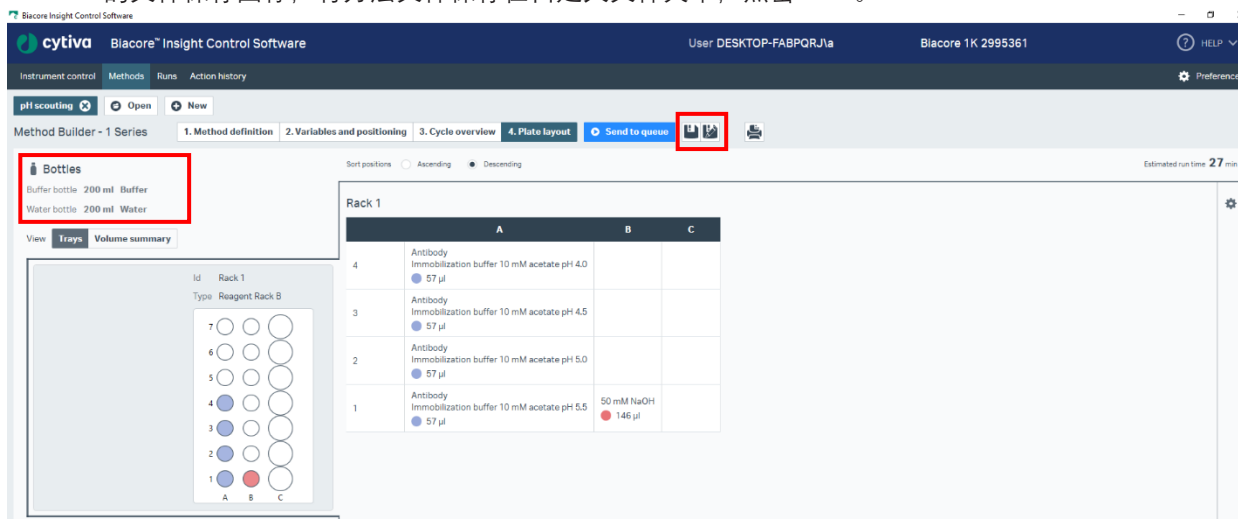 Biacore Insight Control Software
cytiva Biacore™ Insight Control Software User DESKTOP-FABPQRJ\a Biacore 1K 2995361 ? HELP
Instrument control Methods Runs Action history Preference
pH scouting Open New
Method Builder - 1 Series 1. Method definition 2. Variables and positioning 3. Cycle overview 4. Plate layout Send to queue
Bottles
Buffer bottle 200 ml Buffer
Water bottle 200 ml Water
View Trays Volume summary
Id Rack 1
Type Reagent Rack B
7
6
5
4
3
2
1
A B C
Sort positions Ascending Descending Estimated run time 27 min
Rack 1
A B C
4 Antibody
Immobilization buffer 10 mM acetate pH 4.0
57 µl
3 Antibody
Immobilization buffer 10 mM acetate pH 4.5
57 µl
2 Antibody
Immobilization buffer 10 mM acetate pH 5.0
57 µl
1 Antibody
Immobilization buffer 10 mM acetate pH 5.5
57 µl
50 mM NaOH
146 µl